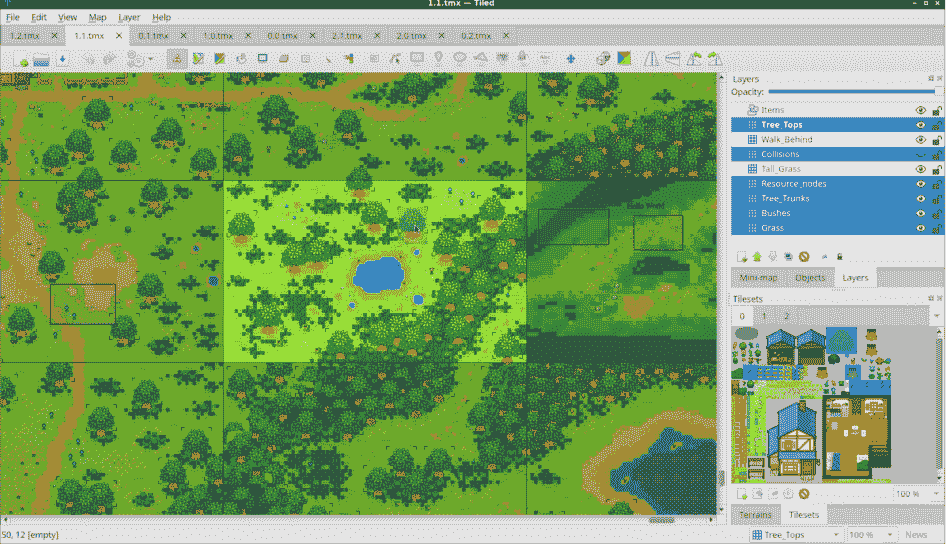 1.1.tmx — Tiled
File Edit View Map Layer Help
1.2.tmx 1.1.tmx 0.1.tmx 1.0.tmx 0.0.tmx 2.1.tmx 2.0.tmx 0.2.tmx
Layers
Opacity:
Items
Tree_Tops
Walk_Behind
Collisions
Tall_Grass
Resource_nodes
Tree_Trunks
Bushes
Grass
Mini-map Objects Layers
Tilesets
0 1 2
100 %
Terrains Tilesets
50, 12 [empty] Tree_Tops 100 % News